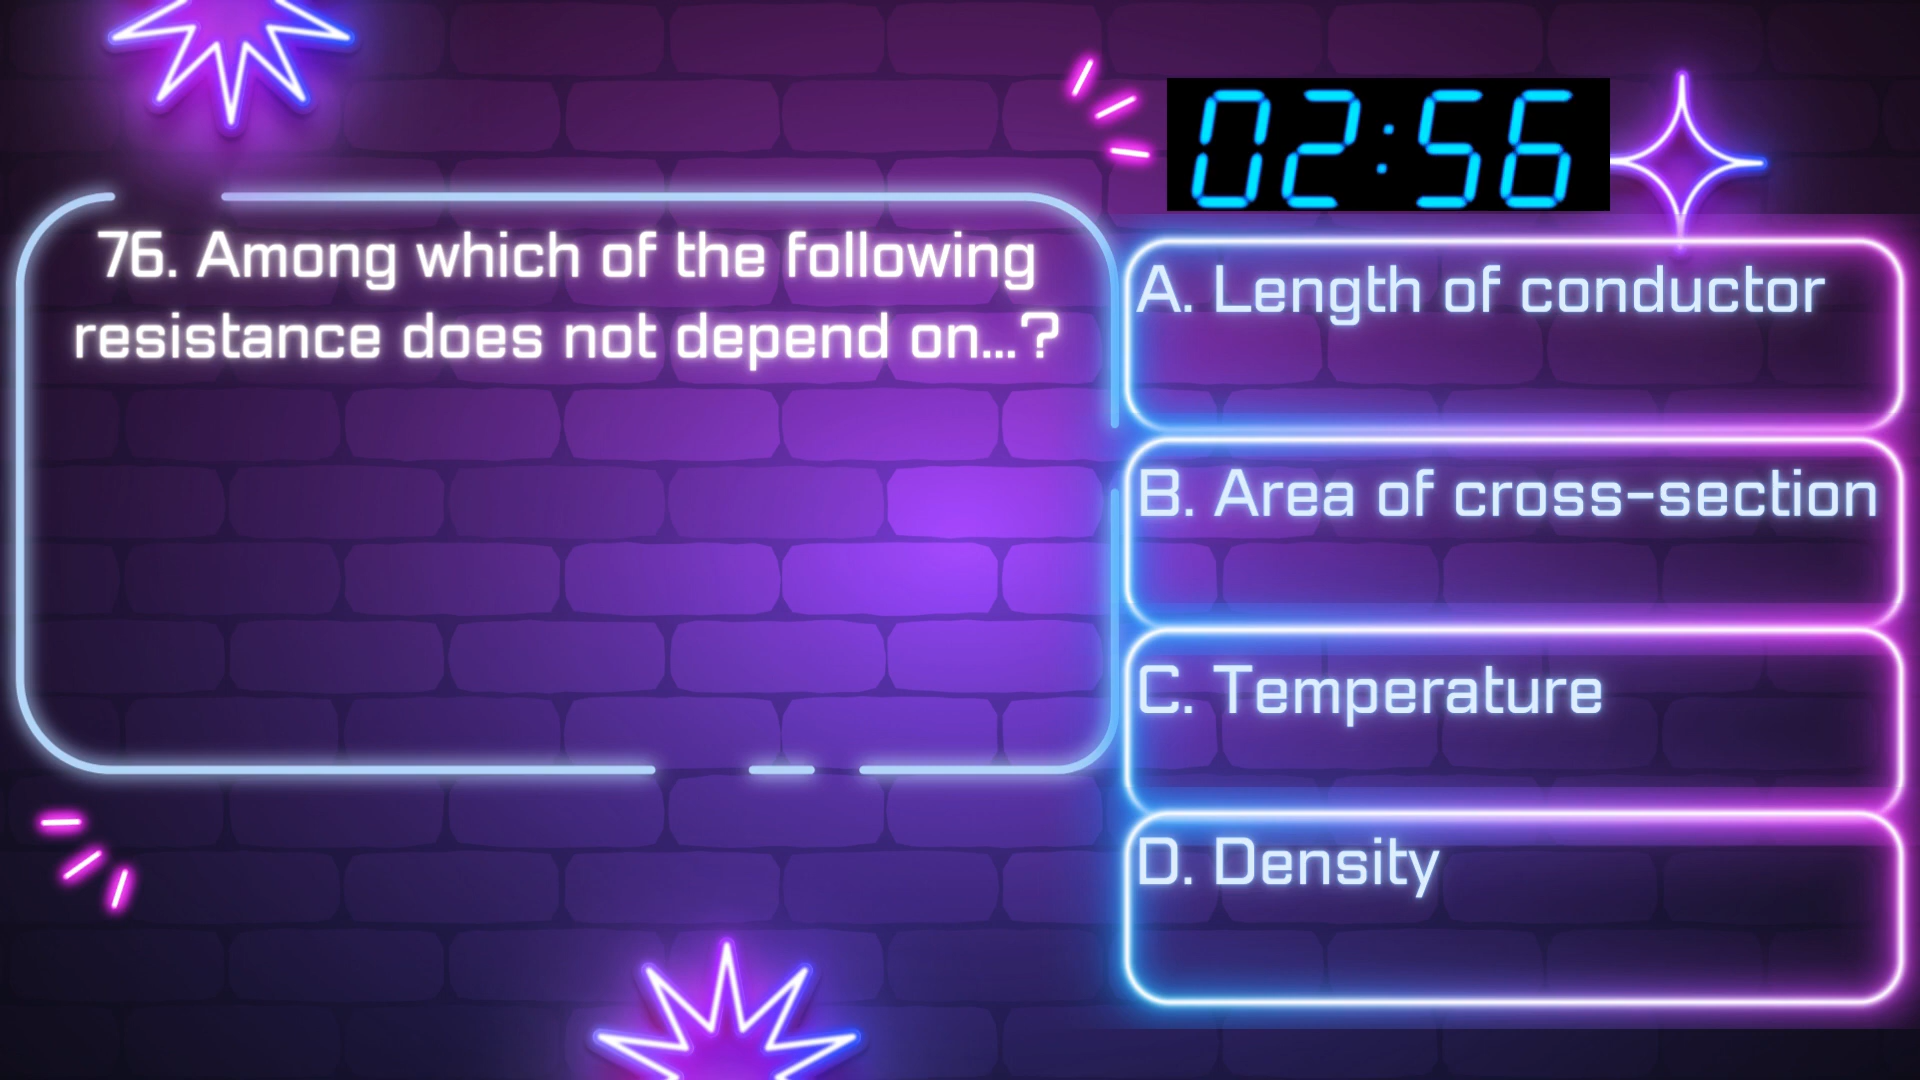 02:56
76. Among which of the following
resistance does not depend on...?
A. Length of conductor
B. Area of cross-section
C. Temperature
D. Density